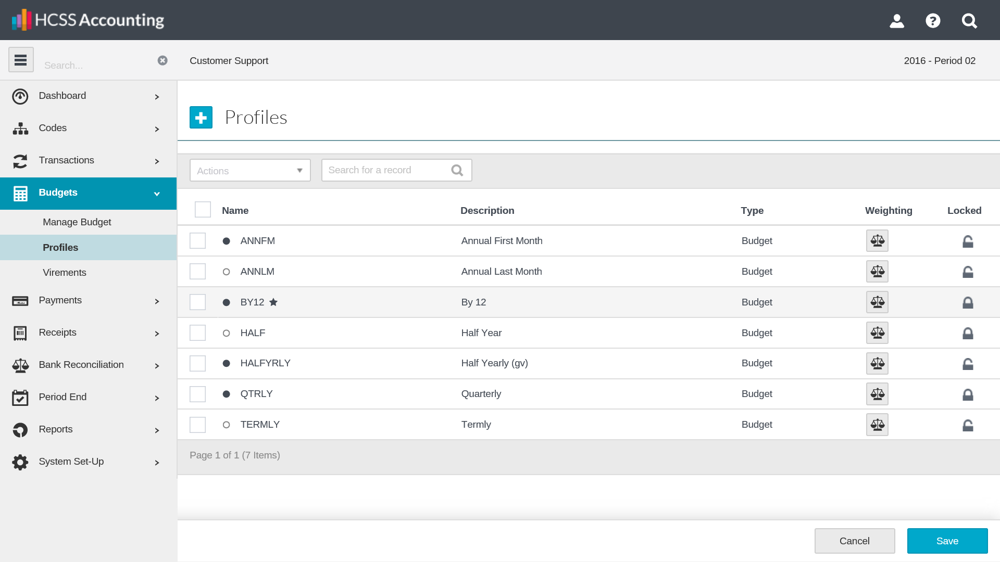 HCSS Accounting
Search...
Customer Support
2016 - Period 02
Dashboard
Codes
Transactions
Budgets
Manage Budget
Profiles
Virements
Payments
Receipts
Bank Reconciliation
Period End
Reports
System Set-Up
Profiles
Actions
Search for a record
Name Description Type Weighting Locked
ANNFM Annual First Month Budget
ANNLM Annual Last Month Budget
BY12 By 12 Budget
HALF Half Year Budget
HALFYRLY Half Yearly (gv) Budget
QTRLY Quarterly Budget
TERMLY Termly Budget
Page 1 of 1 (7 Items)
Cancel Save